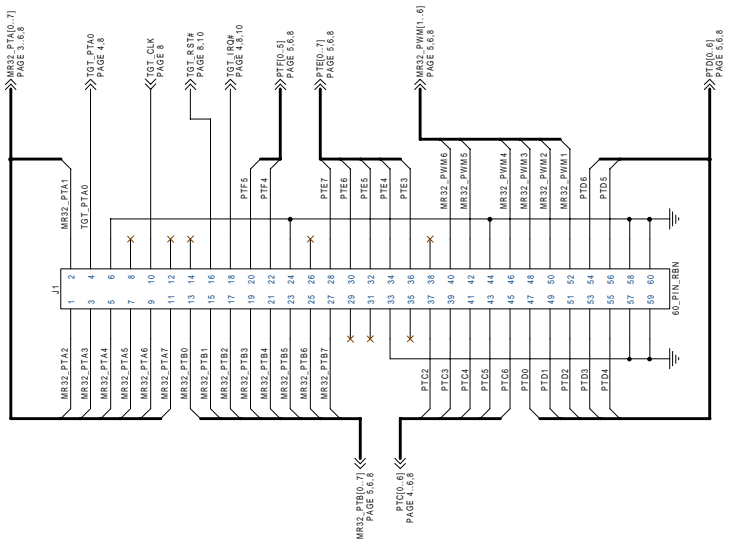 MR32_PTA[0..7]
PAGE 3..6,8
TGT_PTA0
PAGE 4,8
TGT_CLK
PAGE 8
TGT_RST#
PAGE 8,10
TGT_IRQ#
PAGE 4,8,10
PTF[0..5]
PAGE 5,6,8
PTE[0..7]
PAGE 5,6,8
MR32_PWM[1..6]
PAGE 5,6,8
PTD[0..6]
PAGE 5,6,8
MR32_PTA1
TGT_PTA0
PTF5
PTF4
PTE7
PTE6
PTE5
PTE4
PTE3
MR32_PWM6
MR32_PWM5
MR32_PWM4
MR32_PWM3
MR32_PWM2
MR32_PWM1
PTD6
PTD5
J1
2 4 6 8 10 12 14 16 18 20 22 24 26 28 30 32 34 36 38 40 42 44 46 48 50 52 54 56 58 60
1 3 5 7 9 11 13 15 17 19 21 23 25 27 29 31 33 35 37 39 41 43 45 47 49 51 53 55 57 59
60_PIN_RBN
MR32_PTA2
MR32_PTA3
MR32_PTA4
MR32_PTA5
MR32_PTA6
MR32_PTA7
MR32_PTB0
MR32_PTB1
MR32_PTB2
MR32_PTB3
MR32_PTB4
MR32_PTB5
MR32_PTB6
MR32_PTB7
PTC2
PTC3
PTC4
PTC5
PTC6
PTD0
PTD1
PTD2
PTD3
PTD4
MR32_PTB[0..7]
PAGE 5,6,8
PTC[0..6]
PAGE 4..6,8